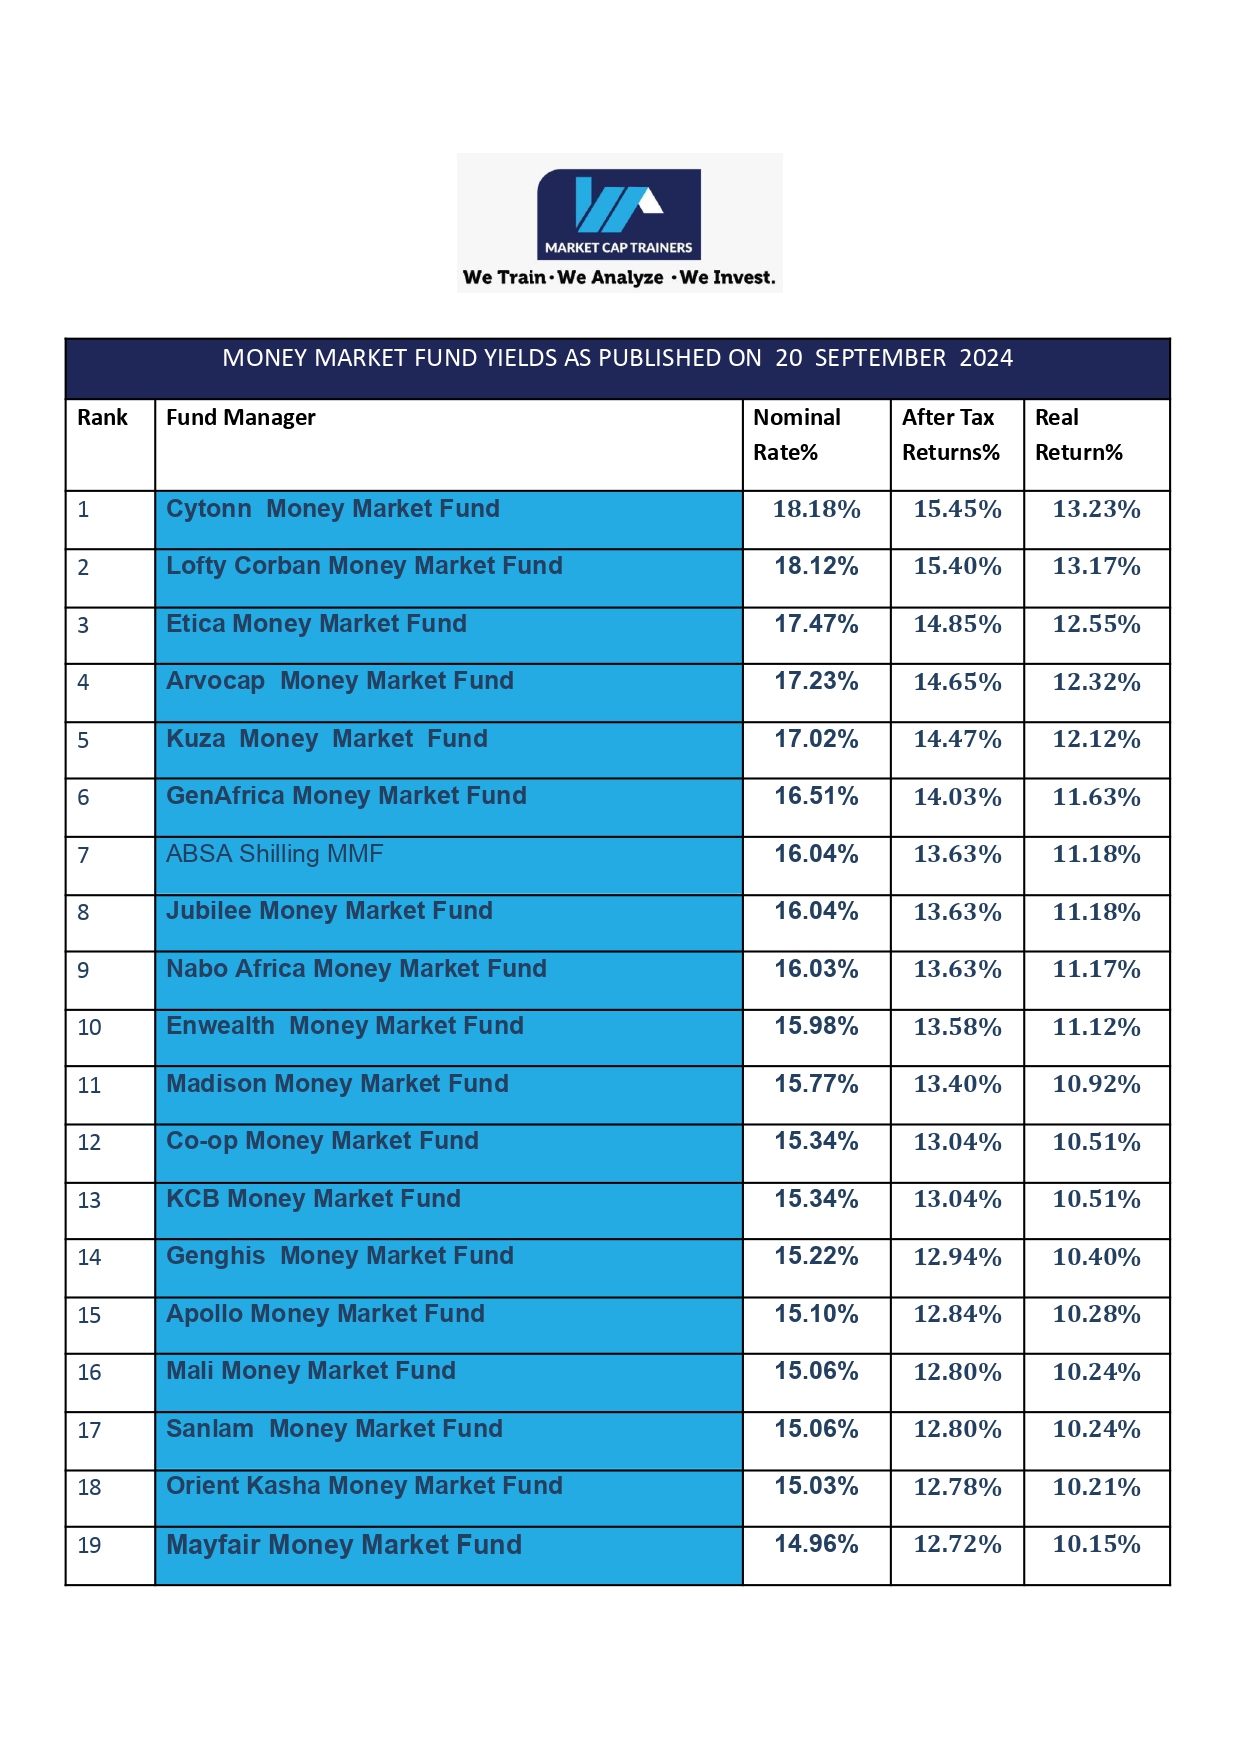 MARKET CAP TRAINERS
We Train · We Analyze · We Invest.
MONEY MARKET FUND YIELDS AS PUBLISHED ON 20 SEPTEMBER 2024
Rank Fund Manager Nominal Rate% After Tax Returns% Real Return%
1 Cytonn Money Market Fund 18.18% 15.45% 13.23%
2 Lofty Corban Money Market Fund 18.12% 15.40% 13.17%
3 Etica Money Market Fund 17.47% 14.85% 12.55%
4 Arvocap Money Market Fund 17.23% 14.65% 12.32%
5 Kuza Money Market Fund 17.02% 14.47% 12.12%
6 GenAfrica Money Market Fund 16.51% 14.03% 11.63%
7 ABSA Shilling MMF 16.04% 13.63% 11.18%
8 Jubilee Money Market Fund 16.04% 13.63% 11.18%
9 Nabo Africa Money Market Fund 16.03% 13.63% 11.17%
10 Enwealth Money Market Fund 15.98% 13.58% 11.12%
11 Madison Money Market Fund 15.77% 13.40% 10.92%
12 Co-op Money Market Fund 15.34% 13.04% 10.51%
13 KCB Money Market Fund 15.34% 13.04% 10.51%
14 Genghis Money Market Fund 15.22% 12.94% 10.40%
15 Apollo Money Market Fund 15.10% 12.84% 10.28%
16 Mali Money Market Fund 15.06% 12.80% 10.24%
17 Sanlam Money Market Fund 15.06% 12.80% 10.24%
18 Orient Kasha Money Market Fund 15.03% 12.78% 10.21%
19 Mayfair Money Market Fund 14.96% 12.72% 10.15%